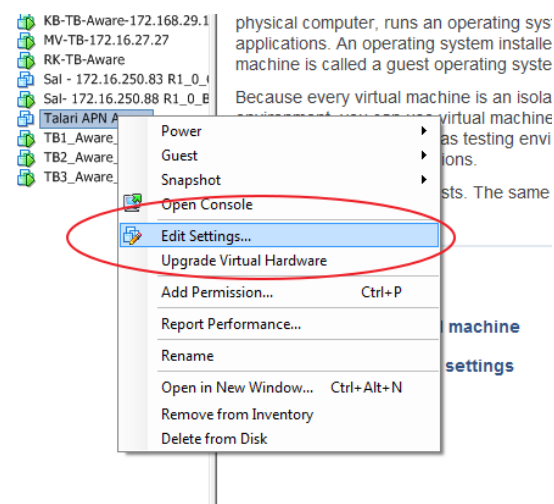 KB-TB-Aware-172.168.29.1
MV-TB-172.16.27.27
RK-TB-Aware
Sal - 172.16.250.83 R1_0_
Sal- 172.16.250.88 R1_0_B
Talari APN A
TB1_Aware_
TB2_Aware_
TB3_Aware_
physical computer, runs an operating sys
applications. An operating system installe
machine is called a guest operating syste
Because every virtual machine is an isola
virtual machine
as testing envi
ions.
sts. The same
machine
settings
Power
Guest
Snapshot
Open Console
Edit Settings...
Upgrade Virtual Hardware
Add Permission... Ctrl+P
Report Performance...
Rename
Open in New Window... Ctrl+Alt+N
Remove from Inventory
Delete from Disk